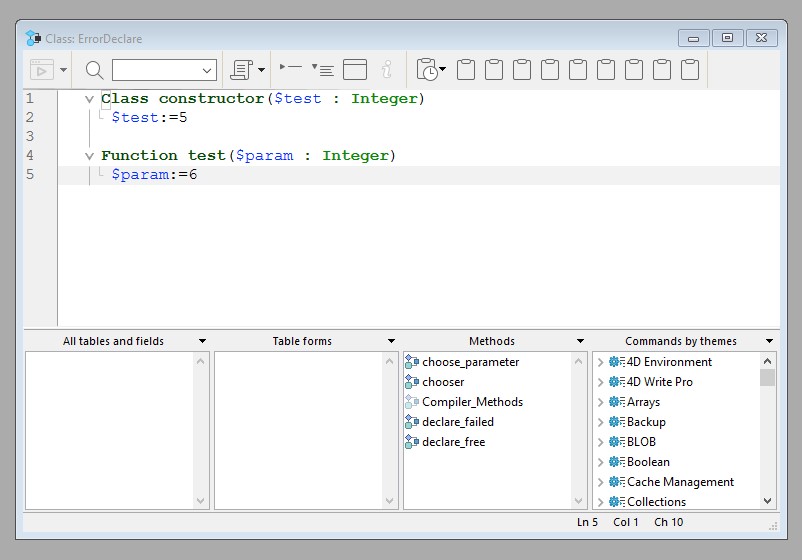 Class: ErrorDeclare
1 Class constructor($test : Integer)
2 $test:=5
3
4 Function test($param : Integer)
5 $param:=6
All tables and fields
Table forms
Methods
choose_parameter
chooser
Compiler_Methods
declare_failed
declare_free
Commands by themes
4D Environment
4D Write Pro
Arrays
Backup
BLOB
Boolean
Cache Management
Collections
Ln 5 Col 1 Ch 10